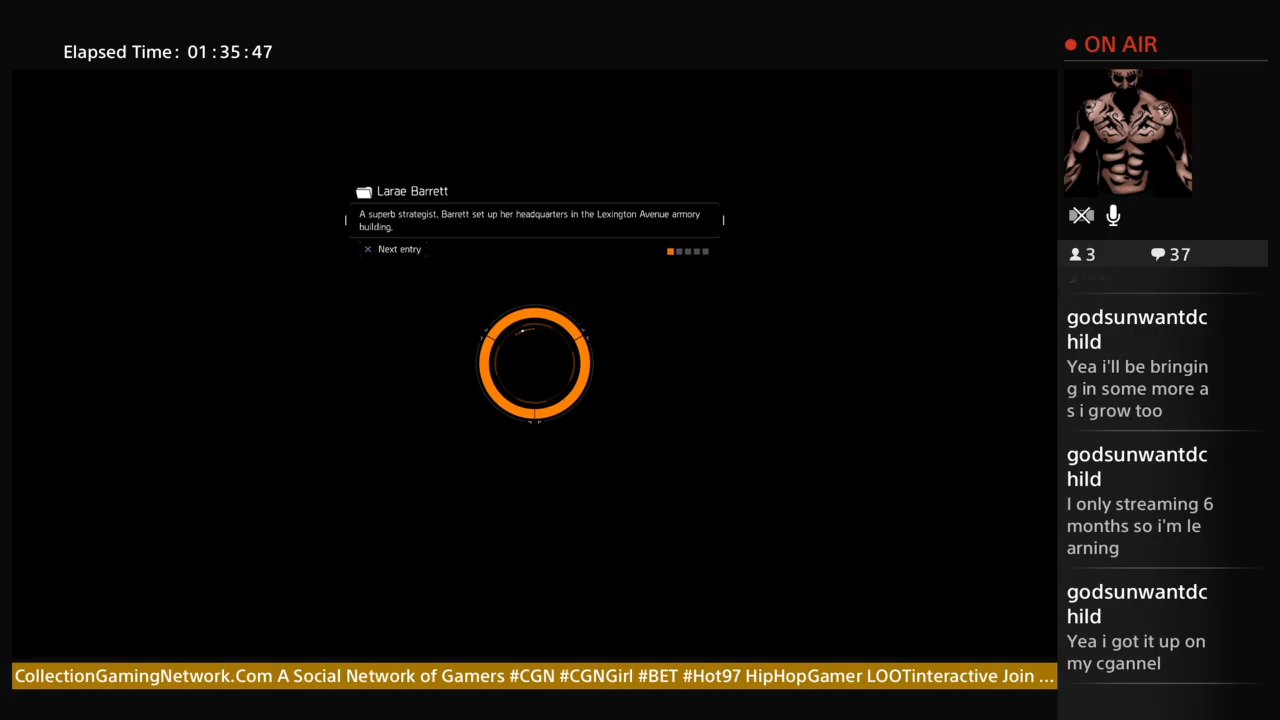 Elapsed Time: 01:35:47
ON AIR
Larae Barrett
A superb strategist, Barrett set up her headquarters in the Lexington Avenue armory
building.
Next entry
3
37
godsunwantdc
hild
Yea i'll be bringin
g in some more a
s i grow too
godsunwantdc
hild
I only streaming 6
months so i'm le
arning
godsunwantdc
hild
Yea i got it up on
my cgannel
CollectionGamingNetwork.Com A Social Network of Gamers #CGN #CGNGirl #BET #Hot97 HipHopGamer LOOTinteractive Join ...